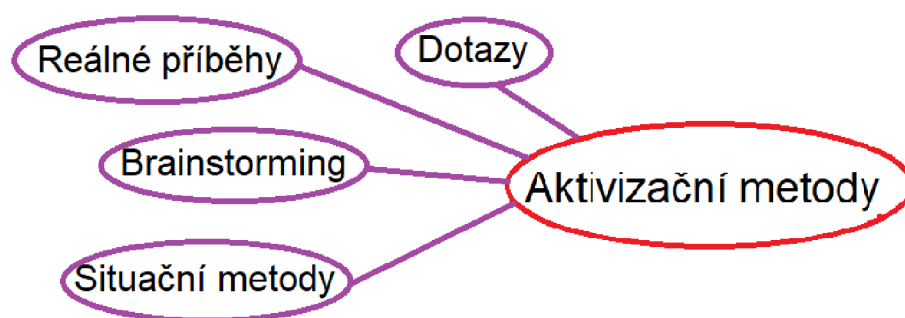 Reálné příběhy
Dotazy
Brainstorming
Aktivizační metody
Situační metody